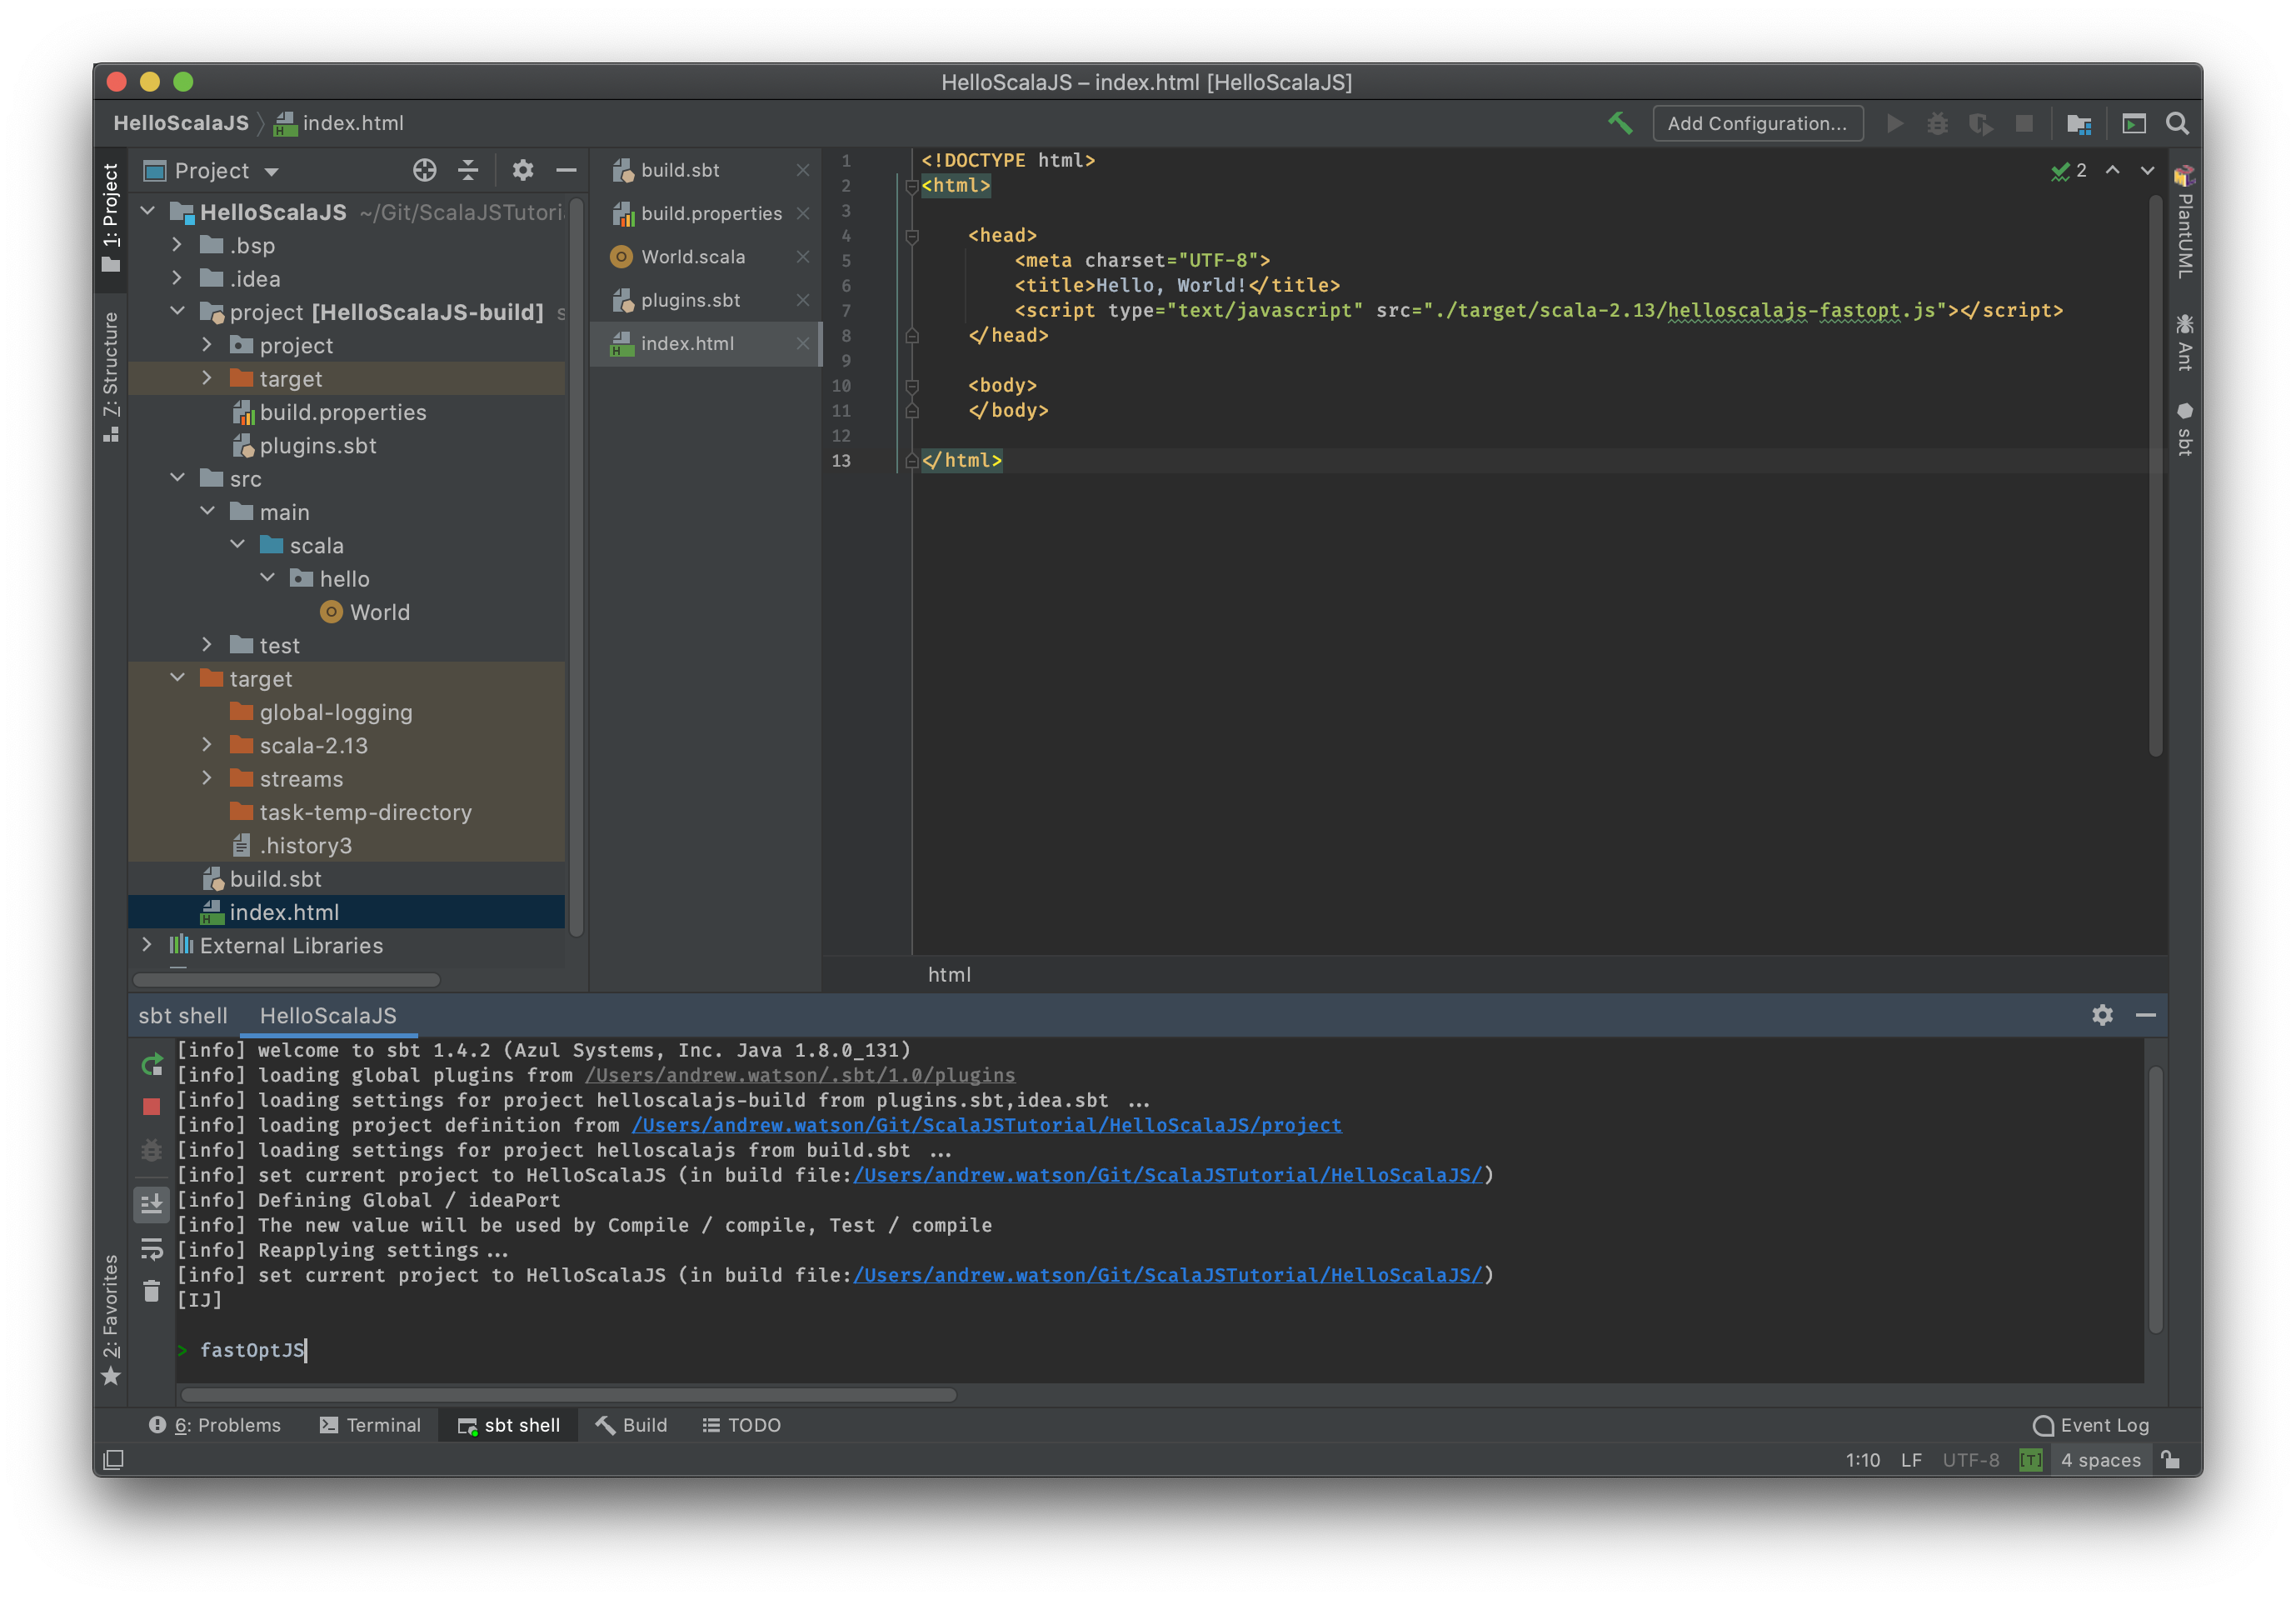 HelloScalaJS – index.html [HelloScalaJS]
HelloScalaJS index.html
Add Configuration...
1: Project
7: Structure
2: Favorites
Project
HelloScalaJS ~/Git/ScalaJSTutori
.bsp
.idea
project [HelloScalaJS-build] s
project
target
build.properties
plugins.sbt
src
main
scala
hello
World
test
target
global-logging
scala-2.13
streams
task-temp-directory
.history3
build.sbt
index.html
External Libraries
build.sbt
build.properties
World.scala
plugins.sbt
index.html
2
1 <!DOCTYPE html>
2 <html>
3
4 <head>
5 <meta charset="UTF-8">
6 <title>Hello, World!</title>
7 <script type="text/javascript" src="./target/scala-2.13/helloscalajs-fastopt.js"></script>
8 </head>
9
10 <body>
11 </body>
12
13 </html>
html
PlantUML
Ant
sbt
sbt shell HelloScalaJS
[info] welcome to sbt 1.4.2 (Azul Systems, Inc. Java 1.8.0_131)
[info] loading global plugins from /Users/andrew.watson/.sbt/1.0/plugins
[info] loading settings for project helloscalajs-build from plugins.sbt,idea.sbt ...
[info] loading project definition from /Users/andrew.watson/Git/ScalaJSTutorial/HelloScalaJS/project
[info] loading settings for project helloscalajs from build.sbt ...
[info] set current project to HelloScalaJS (in build file:/Users/andrew.watson/Git/ScalaJSTutorial/HelloScalaJS/)
[info] Defining Global / ideaPort
[info] The new value will be used by Compile / compile, Test / compile
[info] Reapplying settings...
[info] set current project to HelloScalaJS (in build file:/Users/andrew.watson/Git/ScalaJSTutorial/HelloScalaJS/)
[IJ]
> fastOptJS
6: Problems Terminal sbt shell Build TODO Event Log
1:10 LF UTF-8 [T] 4 spaces